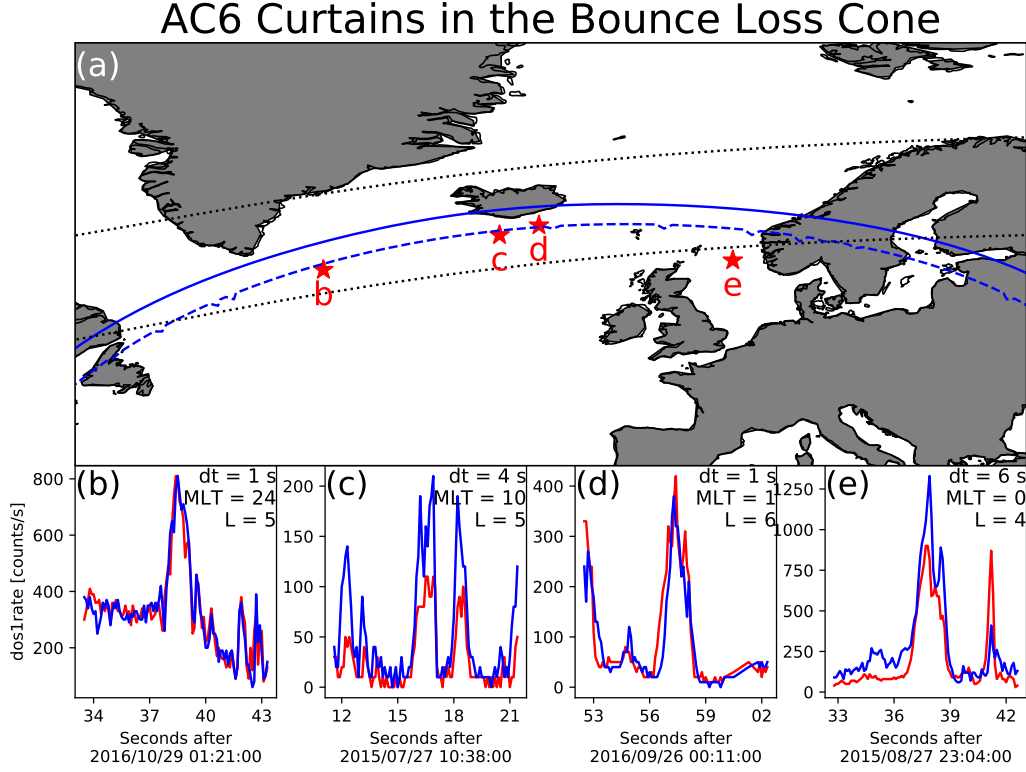 AC6 Curtains in the Bounce Loss Cone
(a)
b
c
d
e
dos1rate [counts/s]
(b)
dt = 1 s
MLT = 24
L = 5
800
600
400
200
34 37 40 43
Seconds after
2016/10/29 01:21:00
(c)
dt = 4 s
MLT = 10
L = 5
200
150
100
50
0
12 15 18 21
Seconds after
2015/07/27 10:38:00
(d)
dt = 1 s
MLT = 1
L = 6
400
300
200
100
0
53 56 59 02
Seconds after
2016/09/26 00:11:00
(e)
dt = 6 s
MLT = 0
L = 4
1250
1000
750
500
250
0
33 36 39 42
Seconds after
2015/08/27 23:04:00